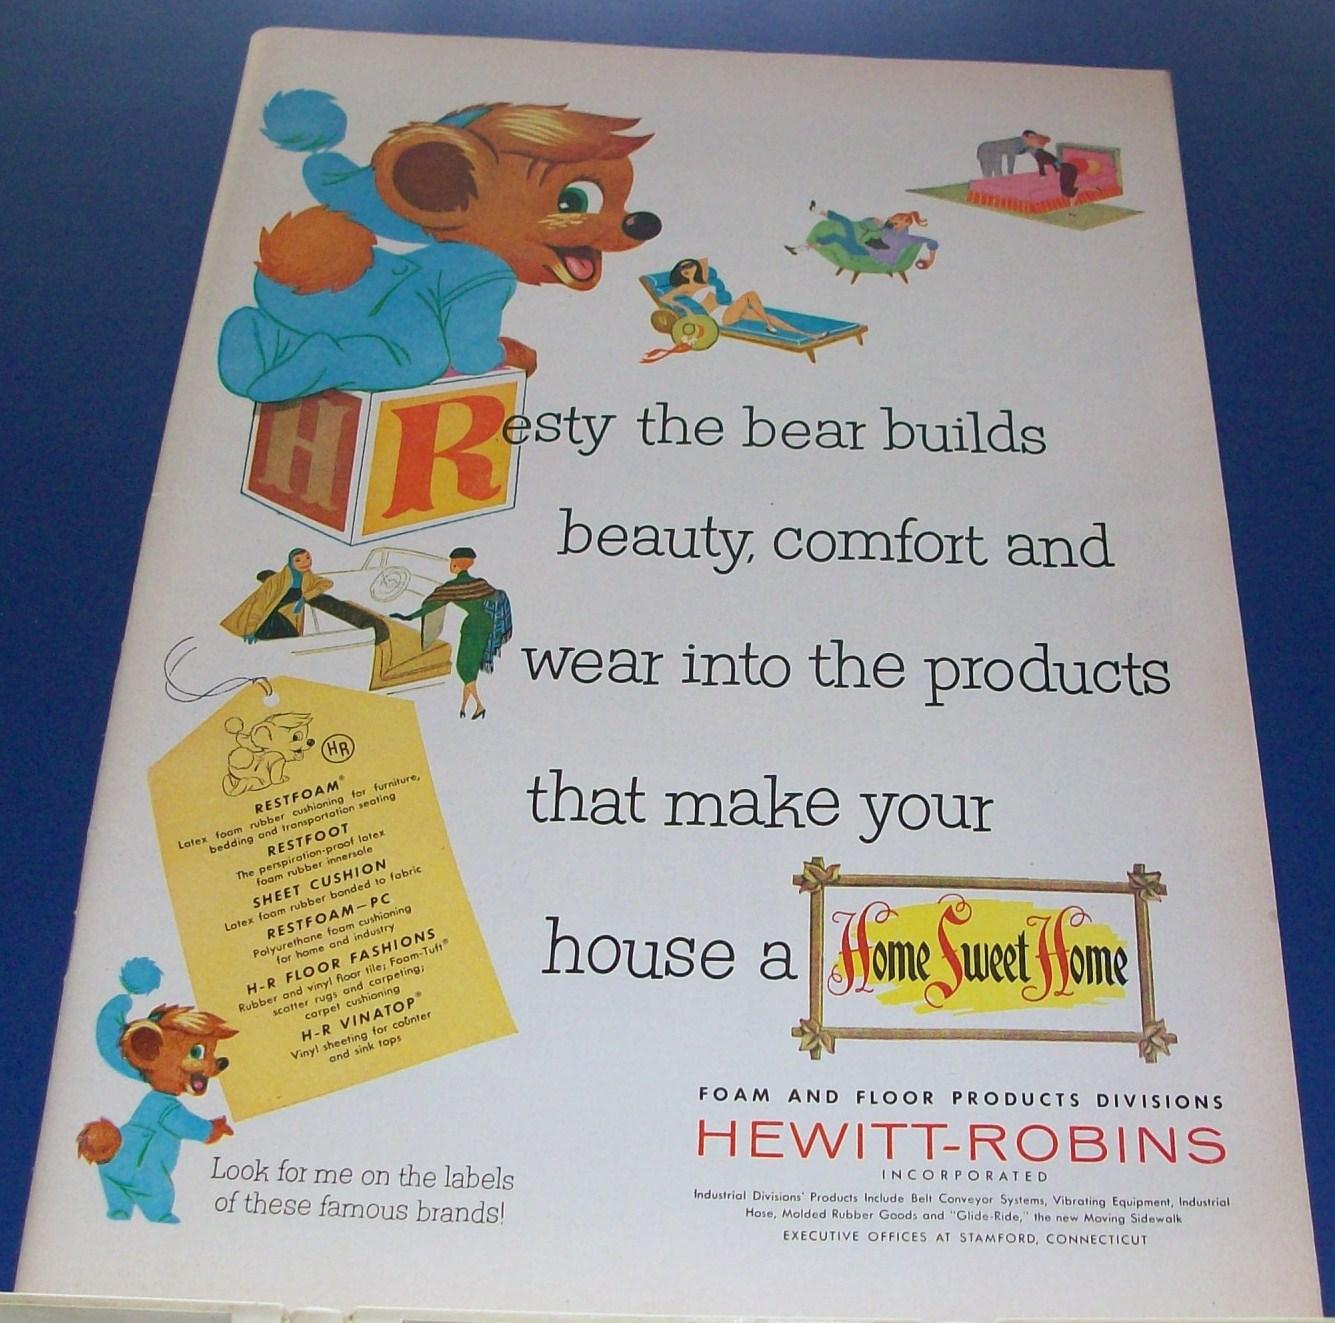 H Resty the bear builds
beauty, comfort and
wear into the products
that make your
house a Home Sweet Home
HR
RESTFOAM®
Latex foam rubber cushioning for furniture,
bedding and transportation seating
RESTFOOT
The perspiration-proof latex
foam rubber innersole
SHEET CUSHION
Latex foam rubber bonded to fabric
RESTFOAM—PC
Polyurethane foam cushioning
for home and industry
H-R FLOOR FASHIONS
Rubber and vinyl floor tile; Foam-Tuft®
scatter rugs and carpeting;
carpet cushioning
H-R VINATOP®
Vinyl sheeting for counter
and sink tops
Look for me on the labels
of these famous brands!
FOAM AND FLOOR PRODUCTS DIVISIONS
HEWITT-ROBINS
INCORPORATED
Industrial Divisions' Products Include Belt Conveyor Systems, Vibrating Equipment, Industrial
Hose, Molded Rubber Goods and "Glide-Ride," the new Moving Sidewalk
EXECUTIVE OFFICES AT STAMFORD, CONNECTICUT